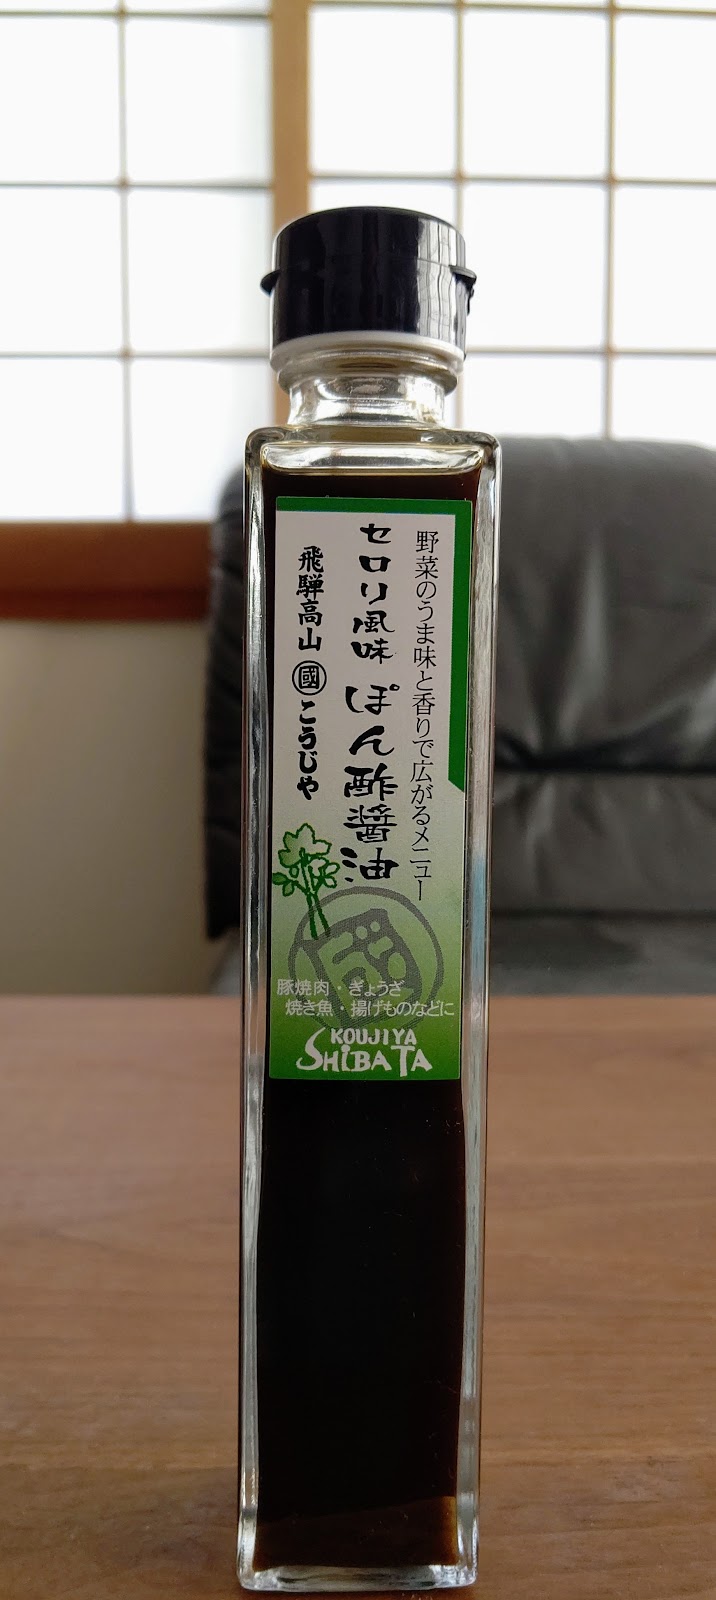 野菜のうま味と香りで広がるメニュー
セロリ風味 ぽん酢醤油
飛騨高山 國 こうじや
國
豚焼肉・ぎょうざ
焼き魚・揚げものなどに
KOUJIYA
SHIBATA